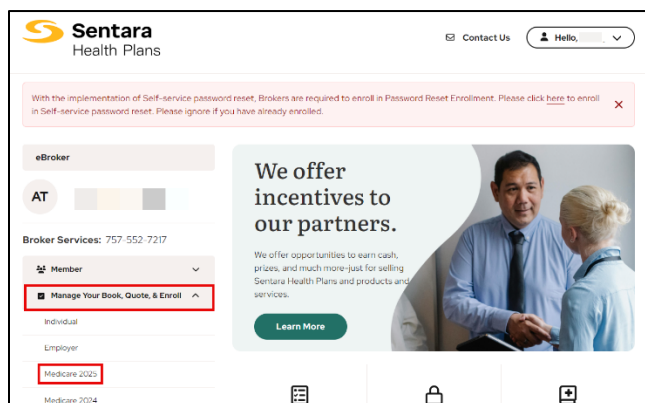 Sentara
Health Plans
Contact Us
Hello,
With the implementation of Self-service password reset, Brokers are required to enroll in Password Reset Enrollment. Please click here to enroll
in Self-service password reset. Please ignore if you have already enrolled.
eBroker
AT
Broker Services: 757-552-7217
Member
Manage Your Book, Quote, & Enroll
Individual
Employer
Medicare 2025
Medicare 2024
We offer
incentives to
our partners.
We offer opportunities to earn cash,
prizes, and much more–just for selling
Sentara Health Plans and products and
services.
Learn More